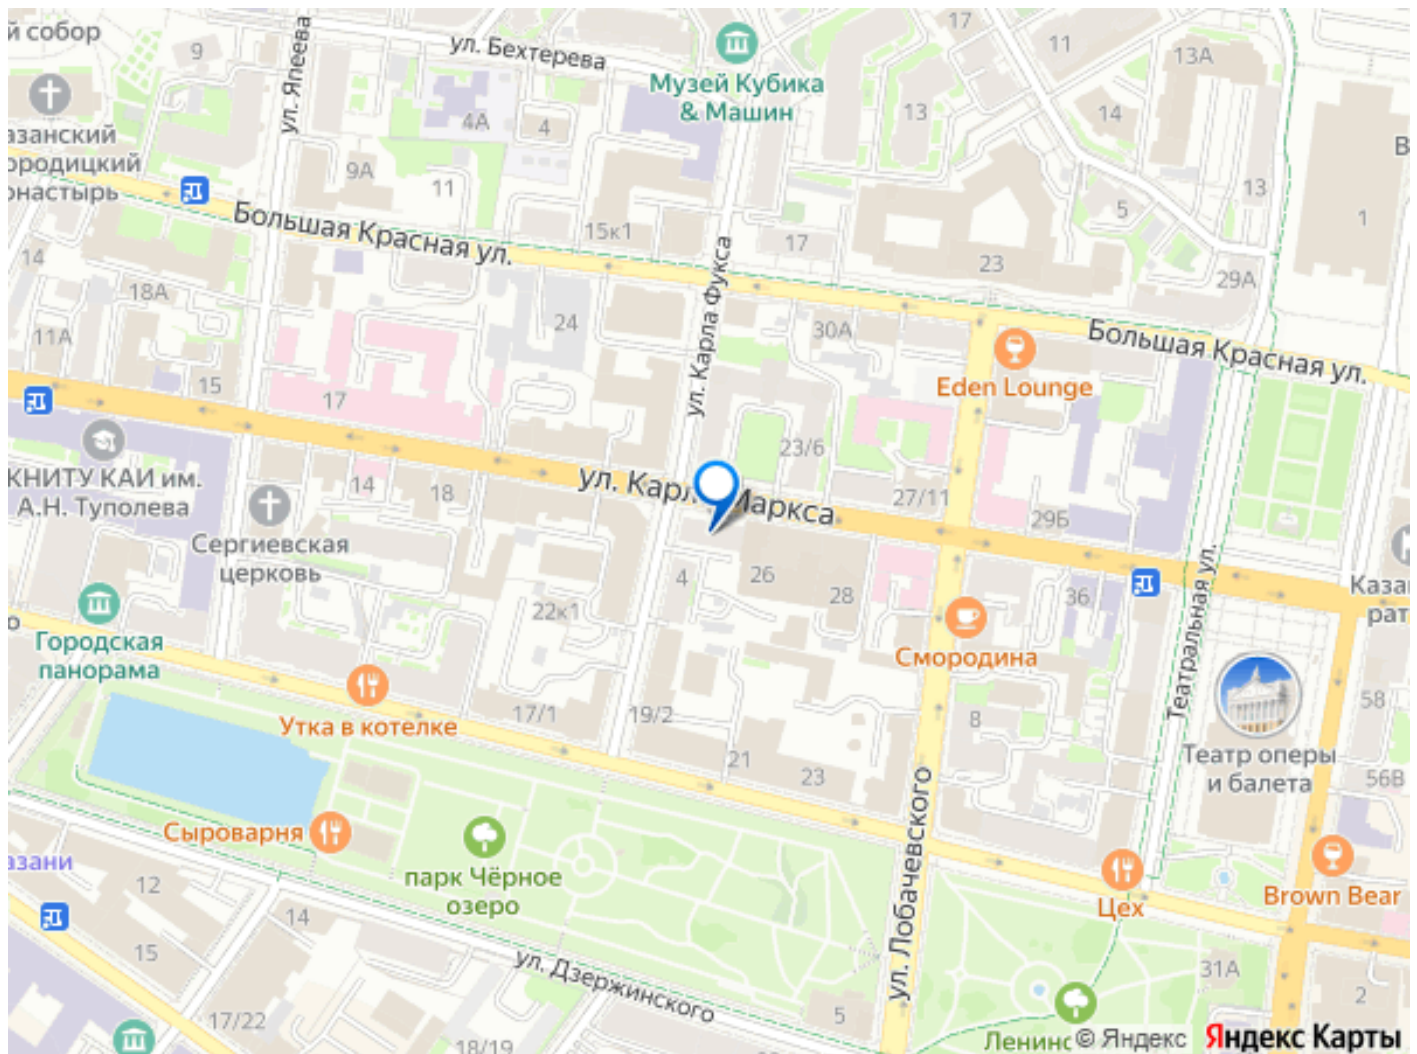 й собор
9
ул. Япеева
ул. Бехтерева
Музей Кубика
& Машин
17
11
13А
азанский
ородицкий
онастырь
4А
4
13
14
В
9А
11
5
13
1
Большая Красная ул.
15к1
17
23
29А
14
18А
ул. Карла Фукса
24
30А
Большая Красная ул.
11А
15
17
Eden Lounge
КНИТУ КАИ им.
А.Н. Туполева
14
18
ул. Карла Маркса
23/6
27/11
29Б
Сергиевская
церковь
4
26
28
36
Казан
рат
22к1
о
Городская
панорама
Смородина
Театральная ул.
Утка в котелке
17/1
19/2
21
23
8
58
Театр оперы
и балета
56В
Сыроварня
азани
парк Чёрное
озеро
ул. Лобачевского
Цех
Brown Bear
12
14
15
ул. Дзержинского
31А
17/22
18/19
5
2
Ленинс
© Яндекс
Яндекс Карты